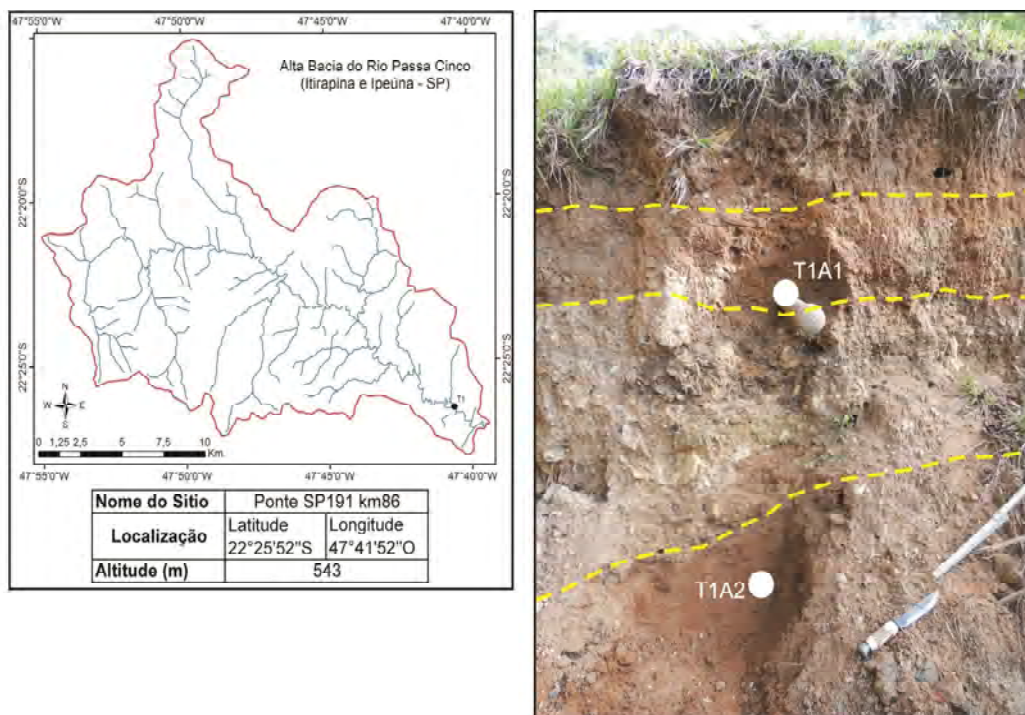 47°55'0"W 47°50'0"W 47°45'0"W 47°40'0"W
Alta Bacia do Rio Passa Cinco
(Itirapina e Ipeúna - SP)
22°20'0"S 22°20'0"S
22°25'0"S 22°25'0"S
N
W E
S
T1
0 1,25 2,5 5 7,5 10
Km
47°55'0"W 47°50'0"W 47°45'0"W 47°40'0"W
Nome do Sitio Ponte SP191 km86
Localização Latitude Longitude
22°25'52"S 47°41'52"O
Altitude (m) 543
T1A1
T1A2